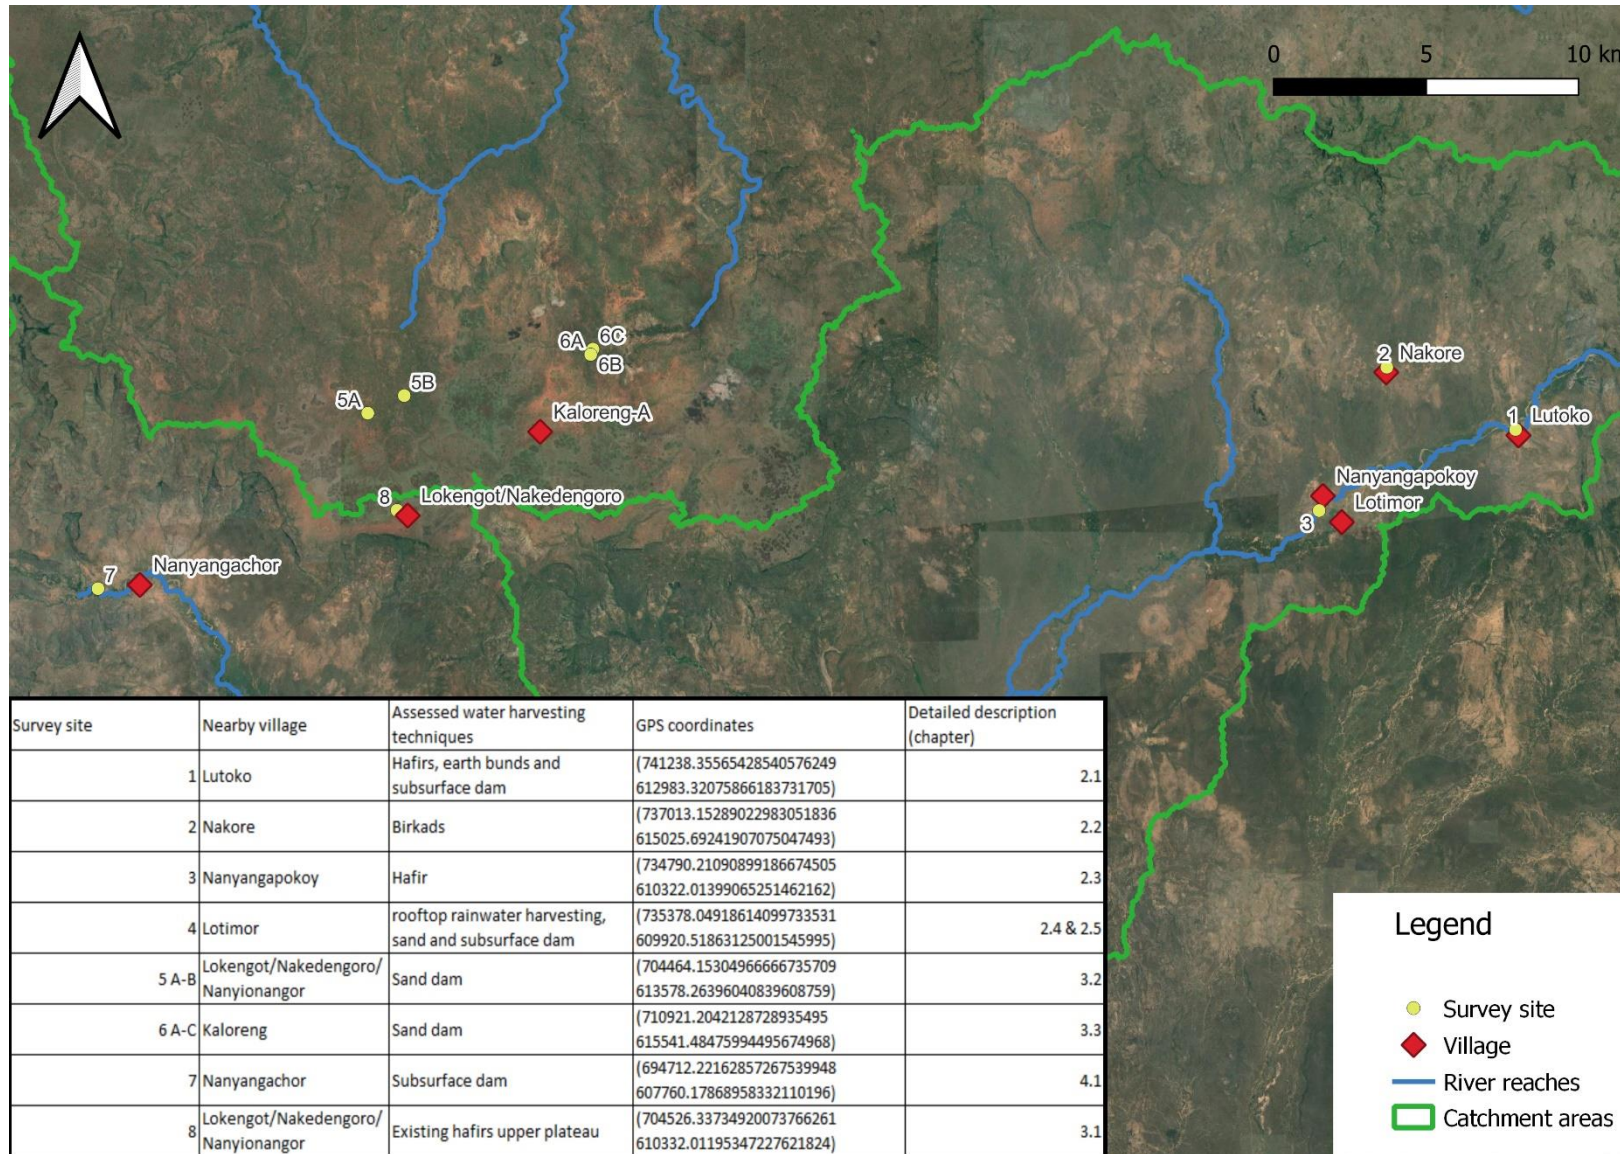 0 5 10 km
6A 6C
6B
5B
5A
Kaloreng-A
2 Nakore
1 Lutoko
Nanyangapokoy
Lotimor
3
8 Lokengot/Nakedengoro
7 Nanyangachor
Survey site Nearby village Assessed water harvesting techniques GPS coordinates Detailed description (chapter)
1 Lutoko Hafirs, earth bunds and subsurface dam (741238.35565428540576249 612983.32075866183731705) 2.1
2 Nakore Birkads (737013.15289022983051836 615025.69241907075047493) 2.2
3 Nanyangapokoy Hafir (734790.21090899186674505 610322.01399065251462162) 2.3
4 Lotimor rooftop rainwater harvesting, sand and subsurface dam (735378.04918614099733531 609920.51863125001545995) 2.4 & 2.5
5 A-B Lokengot/Nakedengoro/ Nanyionangor Sand dam (704464.15304966666735709 613578.26396040839608759) 3.2
6 A-C Kaloreng Sand dam (710921.2042128728935495 615541.48475994495674968) 3.3
7 Nanyangachor Subsurface dam (694712.22162857267539948 607760.17868958332110196) 4.1
8 Lokengot/Nakedengoro/ Nanyionangor Existing hafirs upper plateau (704526.33734920073766261 610332.01195347227621824) 3.1
Legend
Survey site
Village
River reaches
Catchment areas